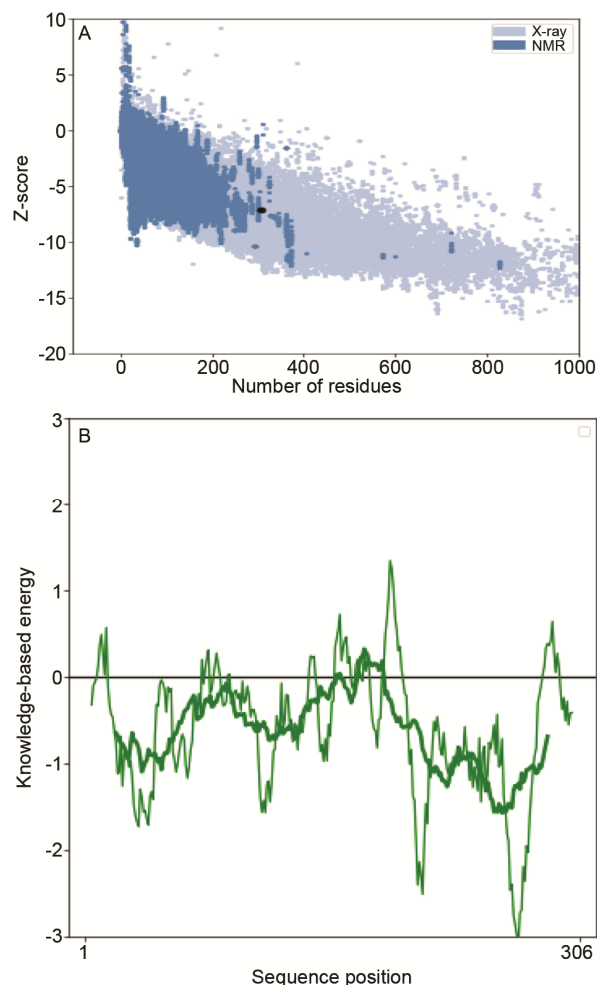 A
X-ray
NMR
10
5
0
-5
-10
-15
-20
Z-score
0
200
400
600
800
1000
Number of residues
B
3
2
1
0
-1
-2
-3
Knowledge-based energy
1
306
Sequence position